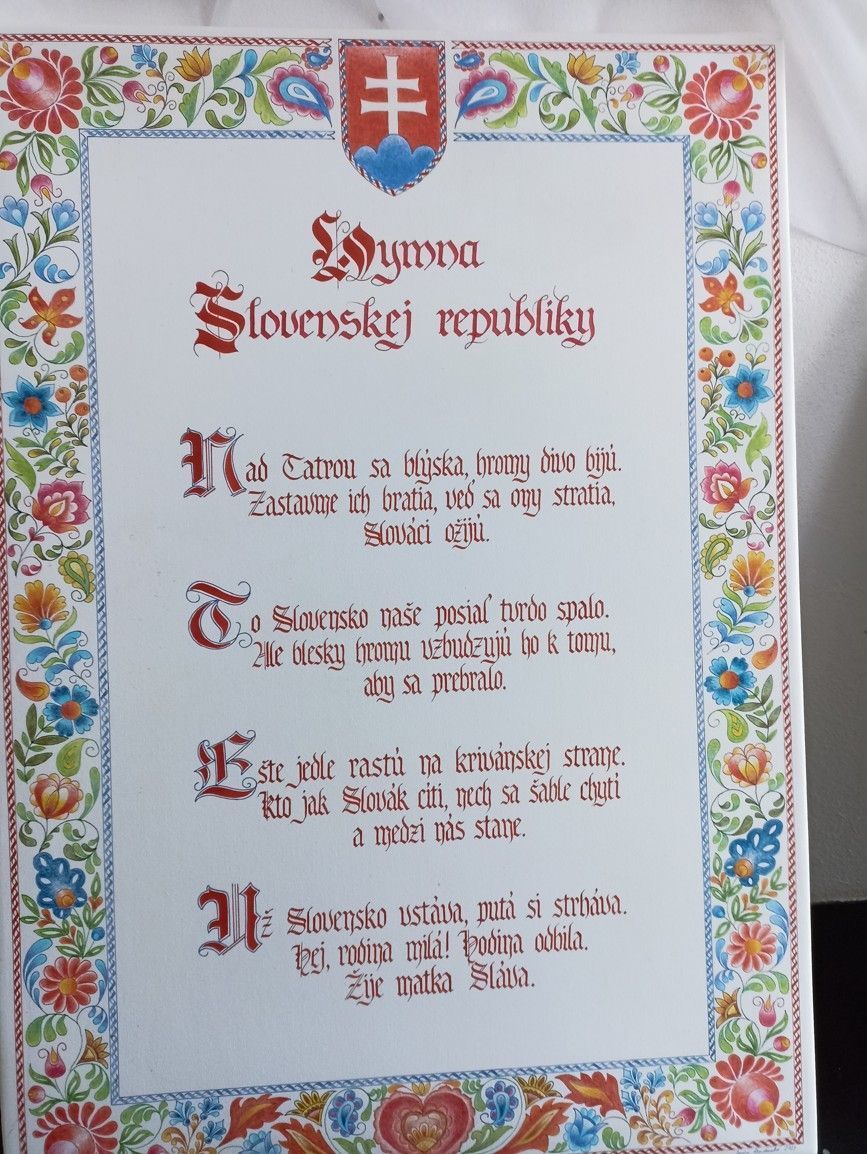 Hymna
Slovenskej republiky
Nad Tatrou sa blýska, hromy divo bijú.
Zastavme ich bratia, veď sa ony stratia,
Slováci ožijú.
To Slovensko naše posiaľ tvrdo spalo.
Ale blesky hromu vzbudzujú ho k tomu,
aby sa prebralo.
Ešte jedle rastú na krivánskej strane.
Kto jak Slovák cíti, nech sa šable chytí
a medzi nás stane.
Už Slovensko vstáva, putá si strháva.
Hej, rodina milá! Hodina odbila.
Žije matka Sláva.